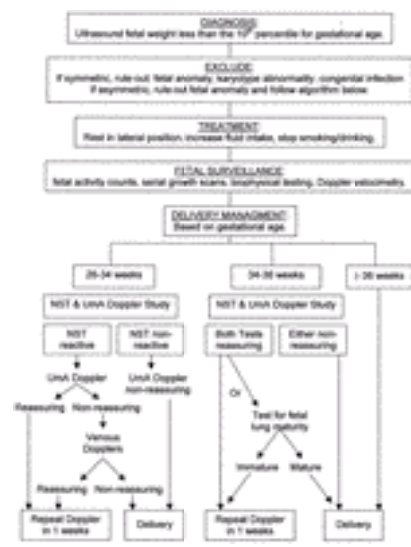 DIAGNOSIS:
Ultrasound fetal weight less than the 10th percentile for gestational age.
EXCLUDE:
If symmetric, rule-out: fetal anomaly, karyotype abnormality, congenital infection
If asymmetric, rule-out fetal anomaly and follow algorithm below
TREATMENT:
Rest in lateral position, increase fluid intake, stop smoking/drinking.
FETAL SURVEILLANCE:
fetal activity counts, serial growth scans, biophysical testing, Doppler velocimetry.
DELIVERY MANAGMENT:
Based on gestational age.
34-36 weeks
36 weeks
NST & UmA Doppler Study
NST & UmA Doppler Study
NST
reactive
NST non-
reactive
Both Tests
reassuring
Either non-
reassuring
UmA Doppler
UmA Doppler
non-reassuring
Or
Reassuring
Non-reassuring
Test for fetal
lung maturity
Venous
Dopplers
Immature
Mature
Reassuring
Non-reassuring
Repeat Doppler
in 1 weeks
Delivery
Repeat Doppler
in 1 weeks
Delivery